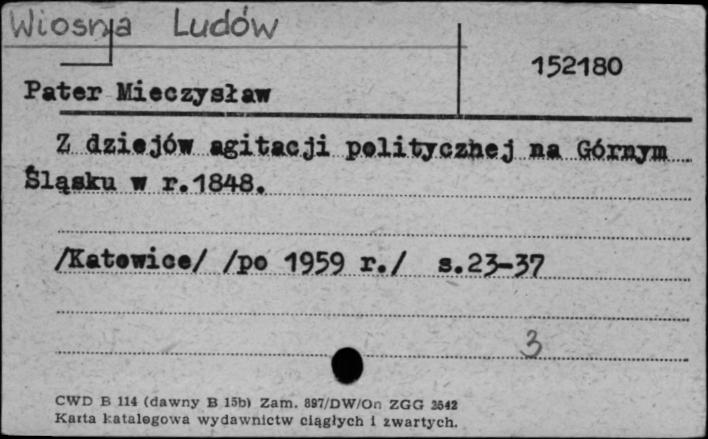 Wiosna Ludów
152180
Pater Mieczysław
Z dziejów agitacji politycznej na Górnym
Śląsku w r.1848.
/Katowice/ /po 1959 r./ s.23-37
3
CWD B 114 (dawny B 15b) Zam. 897/DW/On ZGG 2542
Karta katalogowa wydawnictw ciągłych i zwartych.